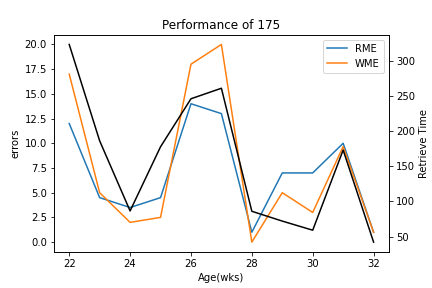 Performance of 175
RME
WME
20.0
17.5
15.0
12.5
10.0
7.5
5.0
2.5
0.0
errors
300
250
200
150
100
50
Retrieve Time
22 24 26 28 30 32
Age(wks)